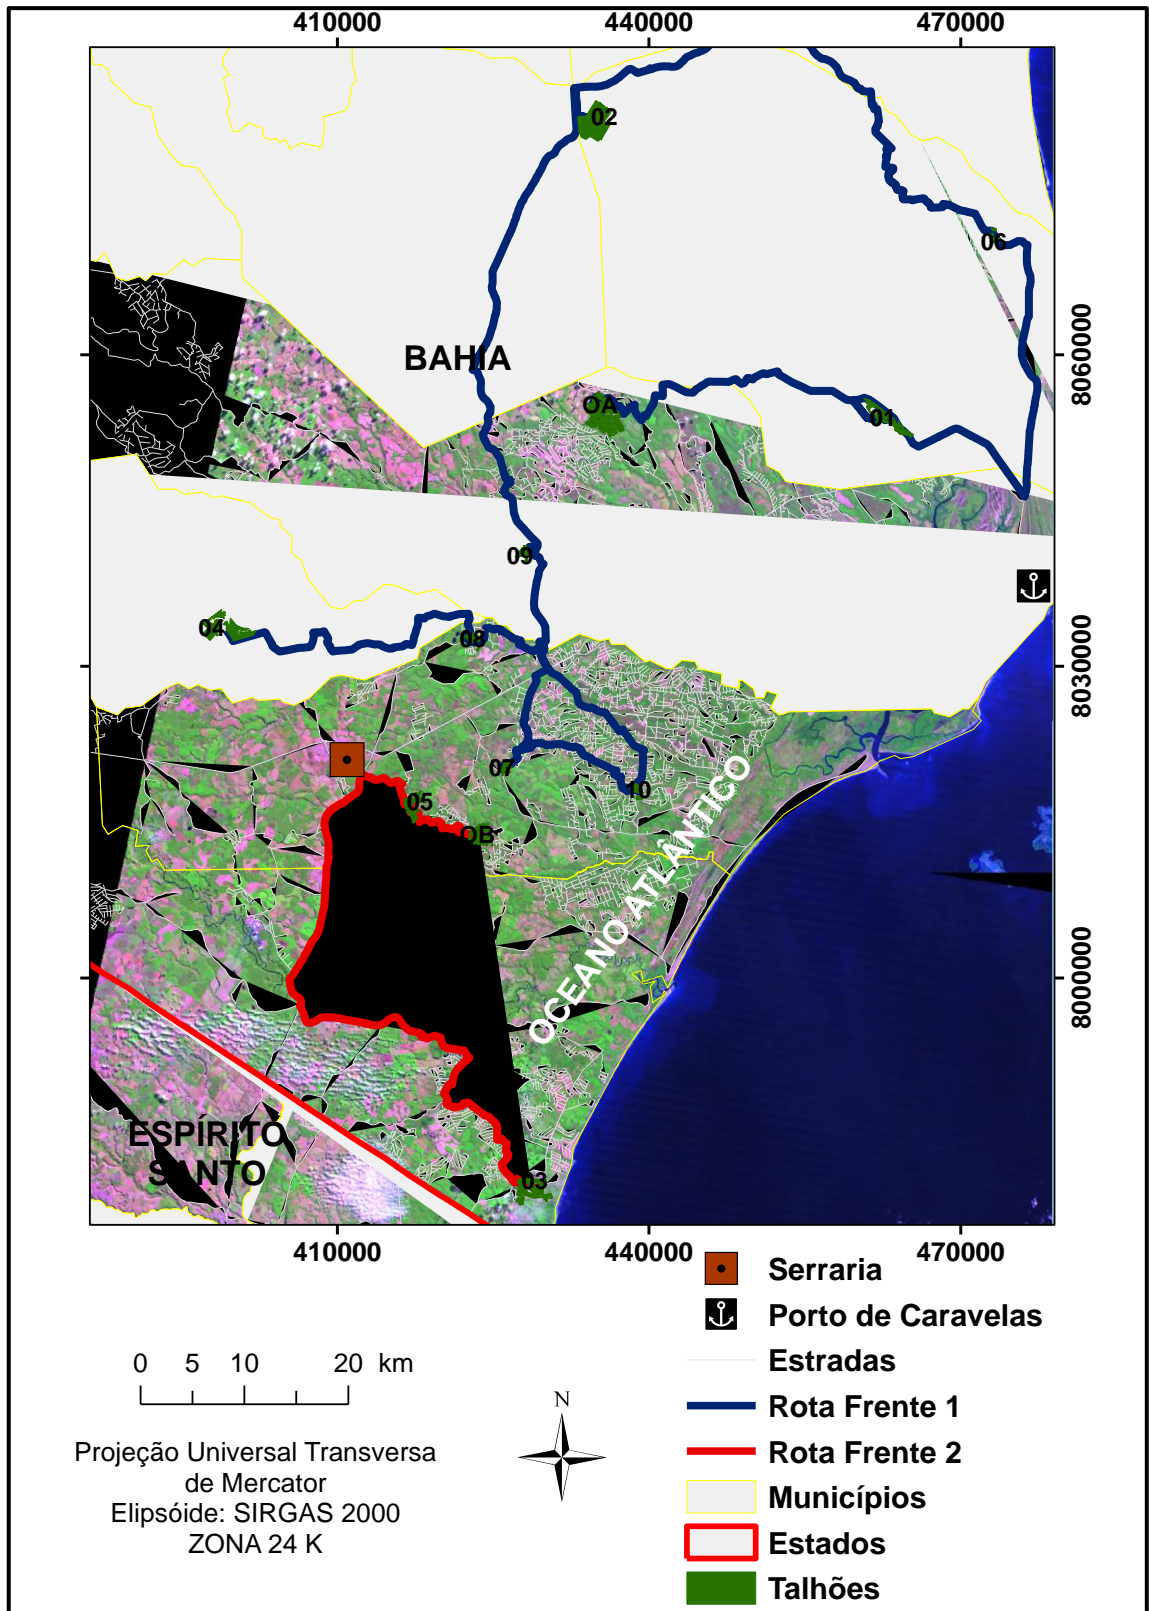 410000 440000 470000
02
06
8060000
BAHIA
OA
01
09
04
08
8030000
07
10
05
OB
OCEANO ATLÂNTICO
8000000
ESPÍRITO
SANTO
03
410000 440000 470000
Serraria
Porto de Caravelas
Estradas
Rota Frente 1
Rota Frente 2
Municípios
Estados
Talhões
0 5 10 20 km
N
Projeção Universal Transversa
de Mercator
Elipsóide: SIRGAS 2000
ZONA 24 K